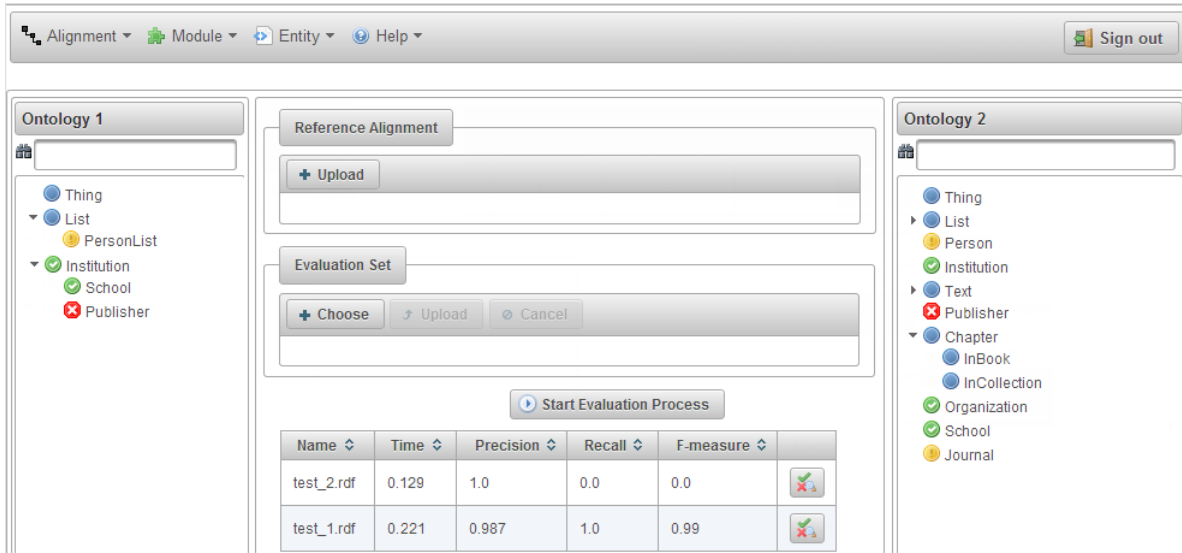 Alignment Module Entity Help Sign out
Ontology 1
Thing
List
PersonList
Institution
School
Publisher
Reference Alignment
+ Upload
Evaluation Set
+ Choose Upload Cancel
Start Evaluation Process
Name Time Precision Recall F-measure
test_2.rdf 0.129 1.0 0.0 0.0
test_1.rdf 0.221 0.987 1.0 0.99
Ontology 2
Thing
List
Person
Institution
Text
Publisher
Chapter
InBook
InCollection
Organization
School
Journal